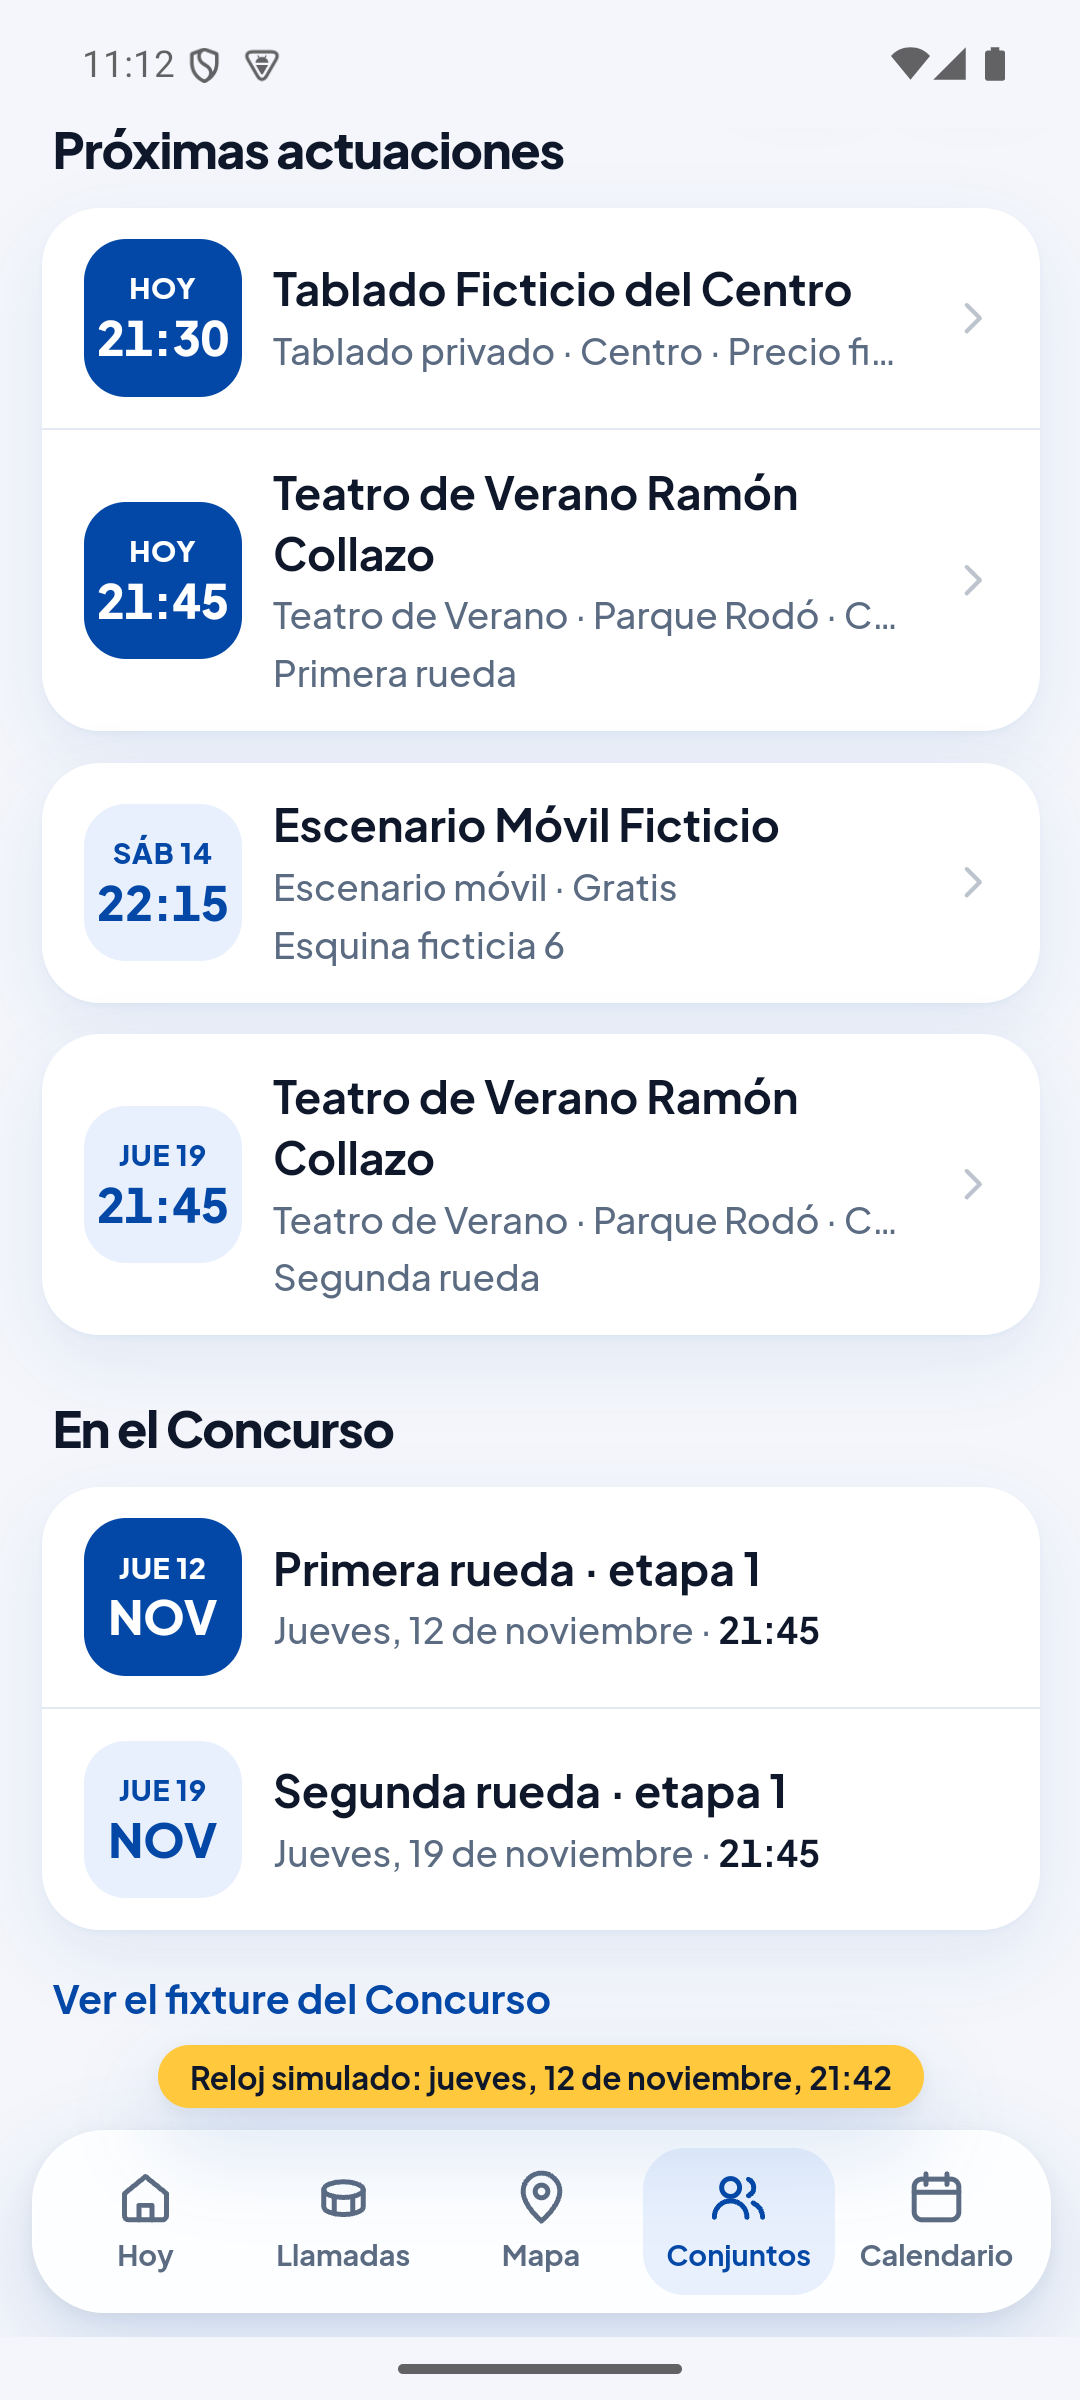 11:12
Próximas actuaciones
HOY
21:30
Tablado Ficticio del Centro
Tablado privado · Centro · Precio fi...
HOY
21:45
Teatro de Verano Ramón
Collazo
Teatro de Verano · Parque Rodó · C...
Primera rueda
SÁB 14
22:15
Escenario Móvil Ficticio
Escenario móvil · Gratis
Esquina ficticia 6
JUE 19
21:45
Teatro de Verano Ramón
Collazo
Teatro de Verano · Parque Rodó · C...
Segunda rueda
En el Concurso
JUE 12
NOV
Primera rueda · etapa 1
Jueves, 12 de noviembre · 21:45
JUE 19
NOV
Segunda rueda · etapa 1
Jueves, 19 de noviembre · 21:45
Ver el fixture del Concurso
Reloj simulado: jueves, 12 de noviembre, 21:42
Hoy
Llamadas
Mapa
Conjuntos
Calendario